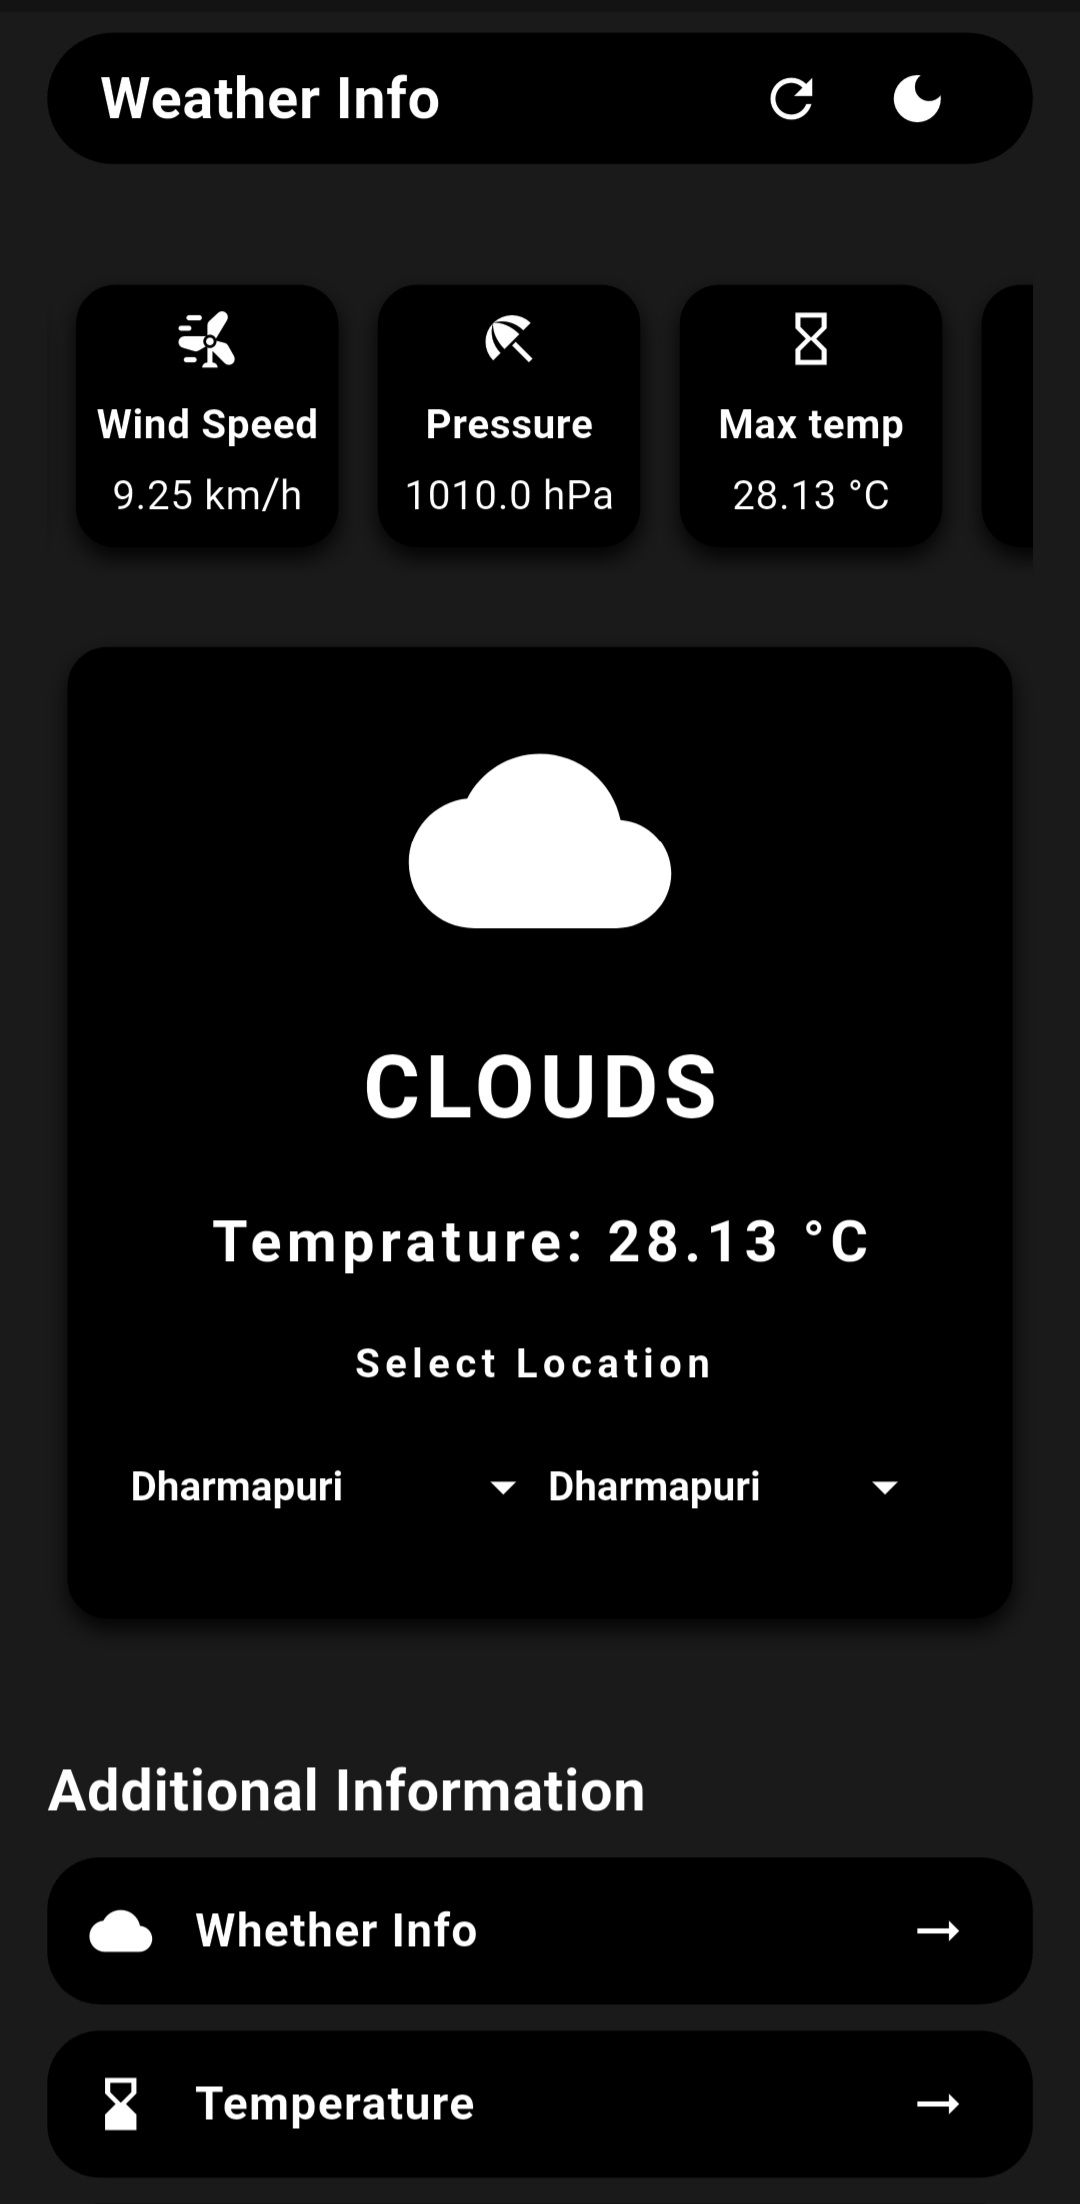 Weather Info
Wind Speed
9.25 km/h
Pressure
1010.0 hPa
Max temp
28.13 °C
CLOUDS
Temprature: 28.13 °C
Select Location
Dharmapuri Dharmapuri
Additional Information
Whether Info
Temperature